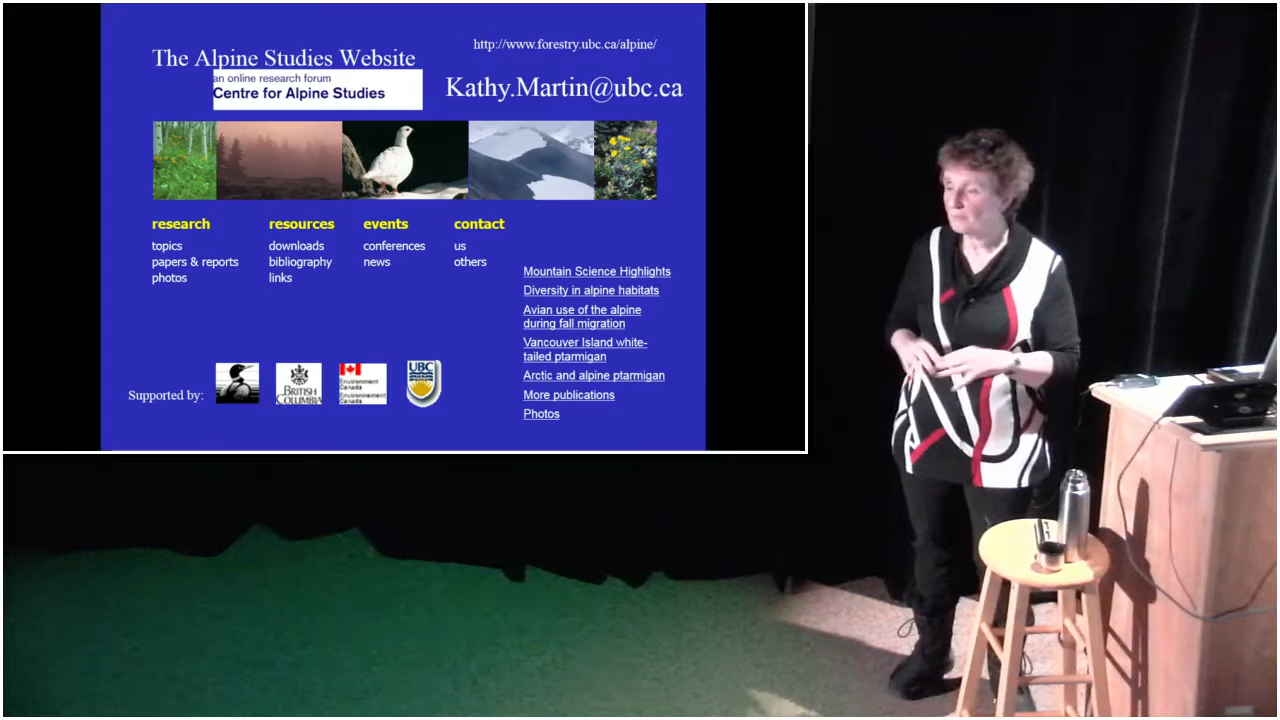 The Alpine Studies Website
an online research forum
Centre for Alpine Studies
http://www.forestry.ubc.ca/alpine/
Kathy.Martin@ubc.ca
research
topics
papers & reports
photos
resources
downloads
bibliography
links
events
conferences
news
contact
us
others
Mountain Science Highlights
Diversity in alpine habitats
Avian use of the alpine
during fall migration
Vancouver Island white-
tailed ptarmigan
Arctic and alpine ptarmigan
More publications
Photos
Supported by:
BRITISH
COLUMBIA
Environment
Canada
Environnement
Canada
UBC